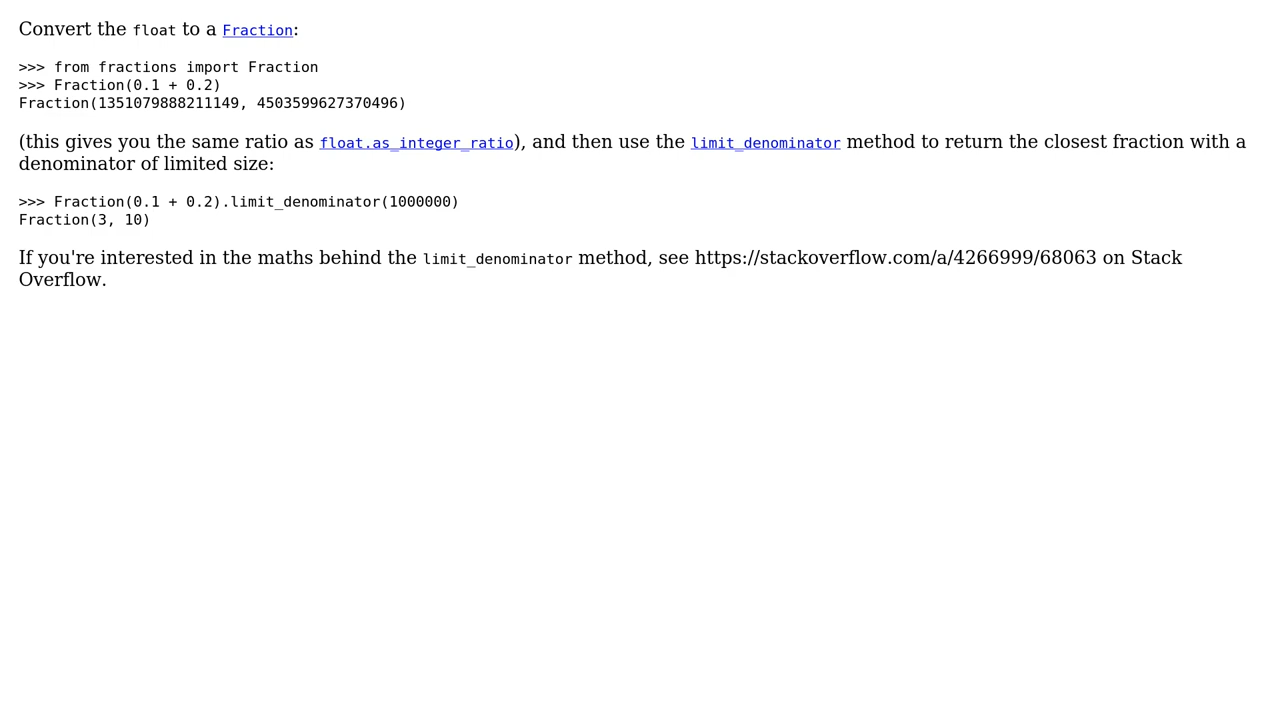 Convert the float to a Fraction:
>>> from fractions import Fraction
>>> Fraction(0.1 + 0.2)
Fraction(1351079888211149, 4503599627370496)
(this gives you the same ratio as float.as_integer_ratio), and then use the limit_denominator method to return the closest fraction with a
denominator of limited size:
>>> Fraction(0.1 + 0.2).limit_denominator(1000000)
Fraction(3, 10)
If you're interested in the maths behind the limit_denominator method, see https://stackoverflow.com/a/4266999/68063 on Stack
Overflow.